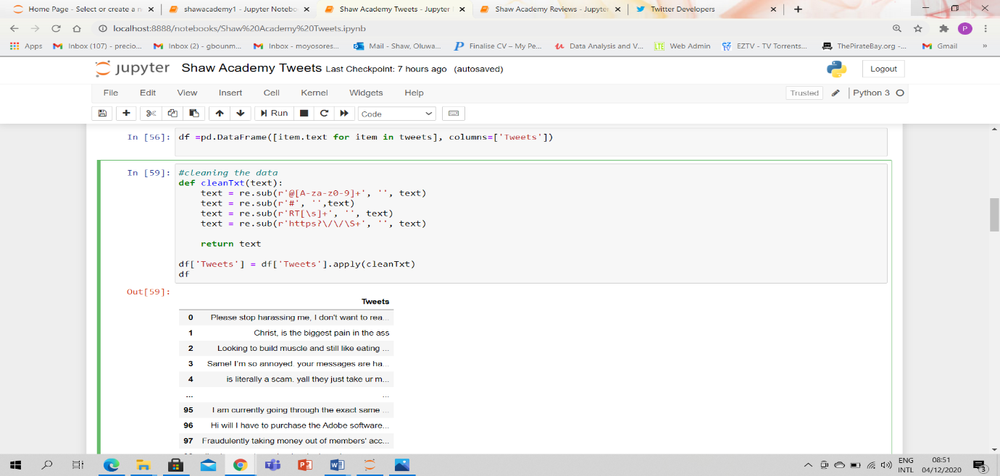 Home Page - Select or create a n
shawacademy1 - Jupyter Notebo
Shaw Academy Tweets - Jupyter
Shaw Academy Reviews - Jupyter
Twitter Developers
localhost:8888/notebooks/Shaw%20Academy%20Tweets.ipynb
P
Apps
Inbox (107) - precio...
Inbox (2) - gbounm...
Inbox - moyosores...
Mail - Shaw, Oluwa...
Finalise CV – My Pe...
Data Analysis and V...
LTE Web Admin
EZTV - TV Torrents...
ThePirateBay.org -...
Gmail
»
jupyter Shaw Academy Tweets Last Checkpoint: 7 hours ago (autosaved)
Logout
File Edit View Insert Cell Kernel Widgets Help
Trusted
Python 3
Run
Code
In [56]: df =pd.DataFrame([item.text for item in tweets], columns=['Tweets'])
In [59]: #cleaning the data
def cleanTxt(text):
text = re.sub(r'@[A-za-z0-9]+', '', text)
text = re.sub(r'#', '',text)
text = re.sub(r'RT[\s]+', '', text)
text = re.sub(r'https?\/\/\S+', '', text)
return text
df['Tweets'] = df['Tweets'].apply(cleanTxt)
df
Out[59]:
Tweets
0 Please stop harassing me, I don't want to rea...
1 Christ, is the biggest pain in the ass
2 Looking to build muscle and still like eating ...
3 Same! I'm so annoyed. your messages are ha...
4 is literally a scam. yall they just take ur m...
... ...
95 I am currently going through the exact same ...
96 Hi will I have to purchase the Adobe software...
97 Fraudulently taking money out of members' acc...
ENG
INTL
08:51
04/12/2020
3